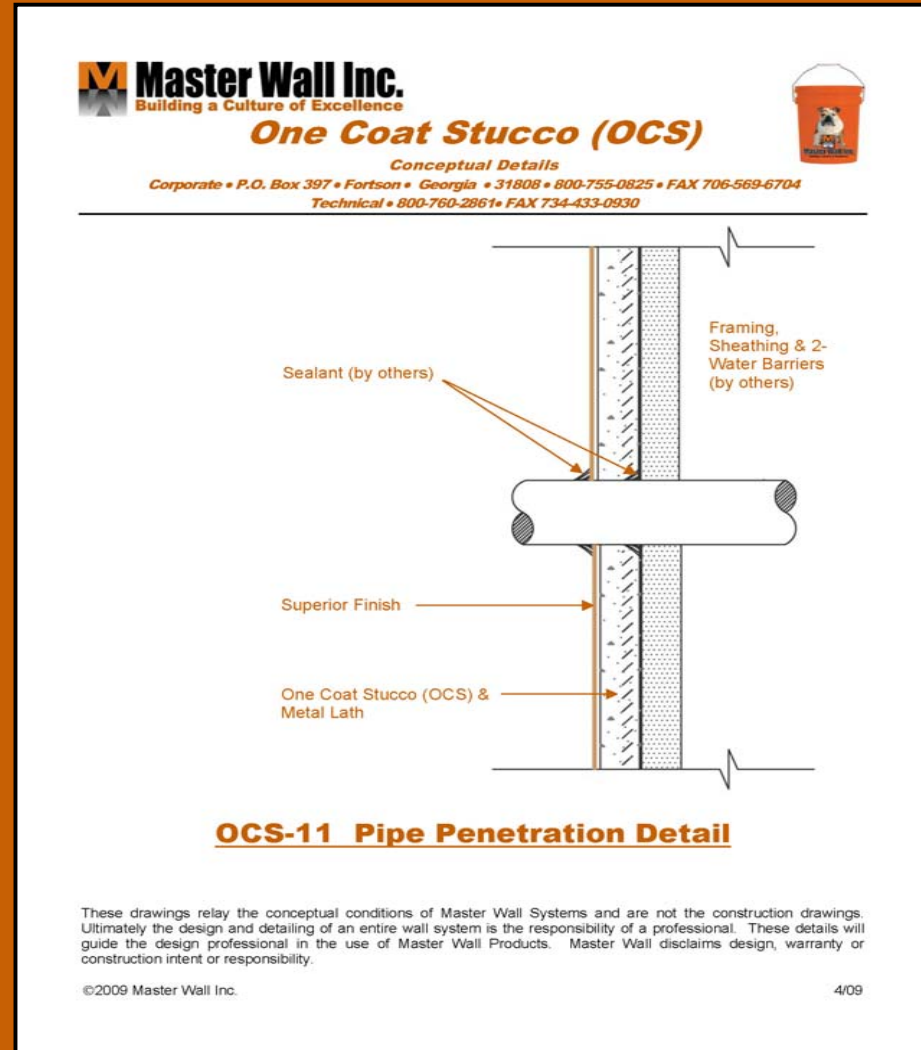 Master Wall Inc.
Building a Culture of Excellence
One Coat Stucco (OCS)
Conceptual Details
Corporate • P.O. Box 397 • Fortson • Georgia • 31808 • 800-755-0825 • FAX 706-569-6704
Technical • 800-760-2861• FAX 734-433-0930
Framing,
Sheathing & 2-
Water Barriers
(by others)
Sealant (by others)
Superior Finish
One Coat Stucco (OCS) &
Metal Lath
OCS-11 Pipe Penetration Detail
These drawings relay the conceptual conditions of Master Wall Systems and are not the construction drawings.
Ultimately the design and detailing of an entire wall system is the responsibility of a professional. These details will
guide the design professional in the use of Master Wall Products. Master Wall disclaims design, warranty or
construction intent or responsibility.
©2009 Master Wall Inc.
4/09